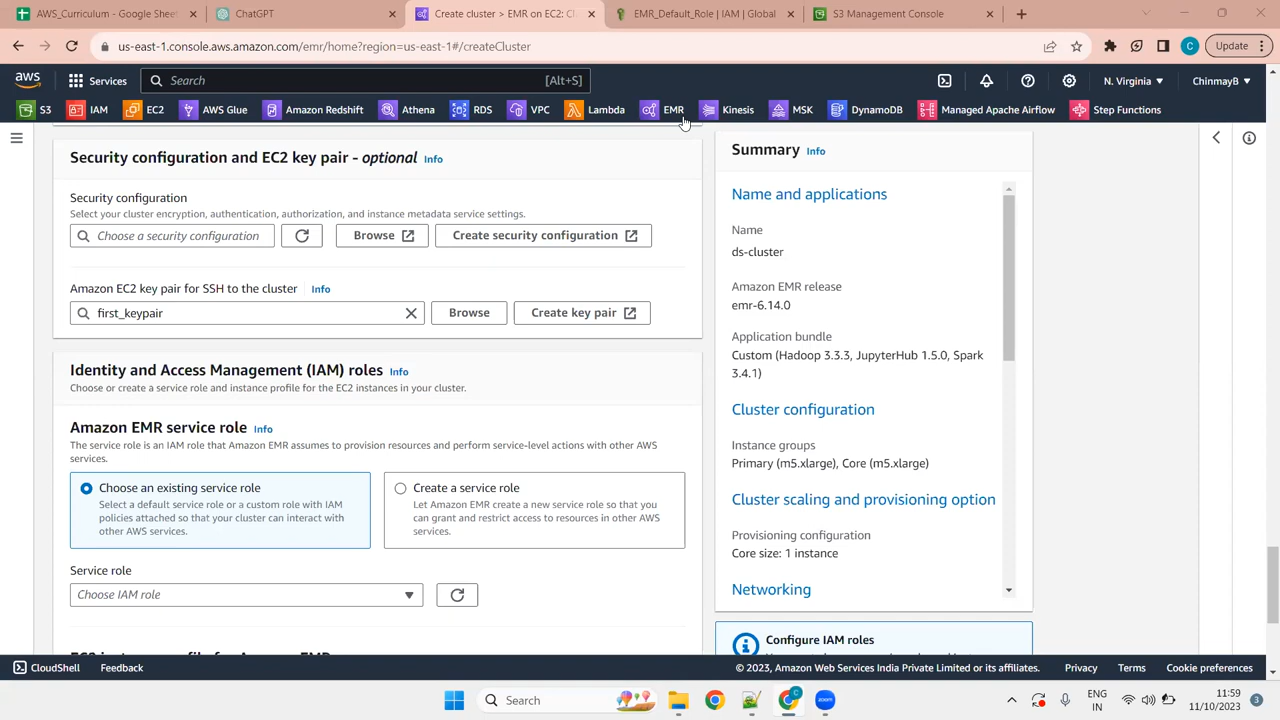 AWS_Curriculum - Google Sheet
ChatGPT
Create cluster > EMR on EC2: Cl
EMR_Default_Role | IAM | Global
S3 Management Console
us-east-1.console.aws.amazon.com/emr/home?region=us-east-1#/createCluster
C
Update
aws
Services
Search
[Alt+S]
N. Virginia
ChinmayB
S3
IAM
EC2
AWS Glue
Amazon Redshift
Athena
RDS
VPC
Lambda
EMR
Kinesis
MSK
DynamoDB
Managed Apache Airflow
Step Functions
Security configuration and EC2 key pair - optional Info
Security configuration
Select your cluster encryption, authentication, authorization, and instance metadata service settings.
Choose a security configuration
Browse
Create security configuration
Amazon EC2 key pair for SSH to the cluster Info
first_keypair
Browse
Create key pair
Identity and Access Management (IAM) roles Info
Choose or create a service role and instance profile for the EC2 instances in your cluster.
Amazon EMR service role Info
The service role is an IAM role that Amazon EMR assumes to provision resources and perform service-level actions with other AWS
services.
Choose an existing service role
Select a default service role or a custom role with IAM
policies attached so that your cluster can interact with
other AWS services.
Create a service role
Let Amazon EMR create a new service role so that you
can grant and restrict access to resources in other AWS
services.
Service role
Choose IAM role
Summary Info
Name and applications
Name
ds-cluster
Amazon EMR release
emr-6.14.0
Application bundle
Custom (Hadoop 3.3.3, JupyterHub 1.5.0, Spark
3.4.1)
Cluster configuration
Instance groups
Primary (m5.xlarge), Core (m5.xlarge)
Cluster scaling and provisioning option
Provisioning configuration
Core size: 1 instance
Networking
Configure IAM roles
CloudShell
Feedback
© 2023, Amazon Web Services India Private Limited or its affiliates.
Privacy
Terms
Cookie preferences
Search
zoom
ENG
IN
11:59
11/10/2023
3